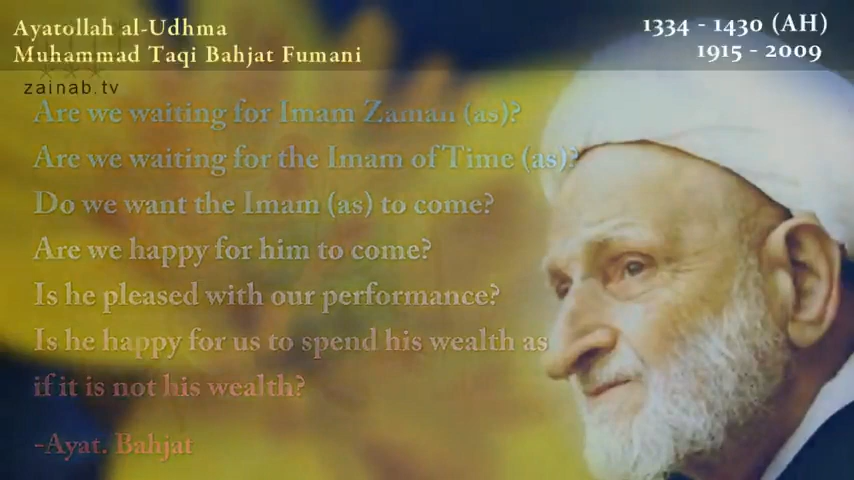 Ayatollah al-Udhma
Muhammad Taqi Bahjat Fumani
1334 - 1430 (AH)
1915 - 2009
zainab.tv
Are we waiting for Imam Zaman (as)?
Are we waiting for the Imam of Time (as)?
Do we want the Imam (as) to come?
Are we happy for him to come?
Is he pleased with our performance?
Is he happy for us to spend his wealth as
if it is not his wealth?
-Ayat. Bahjat